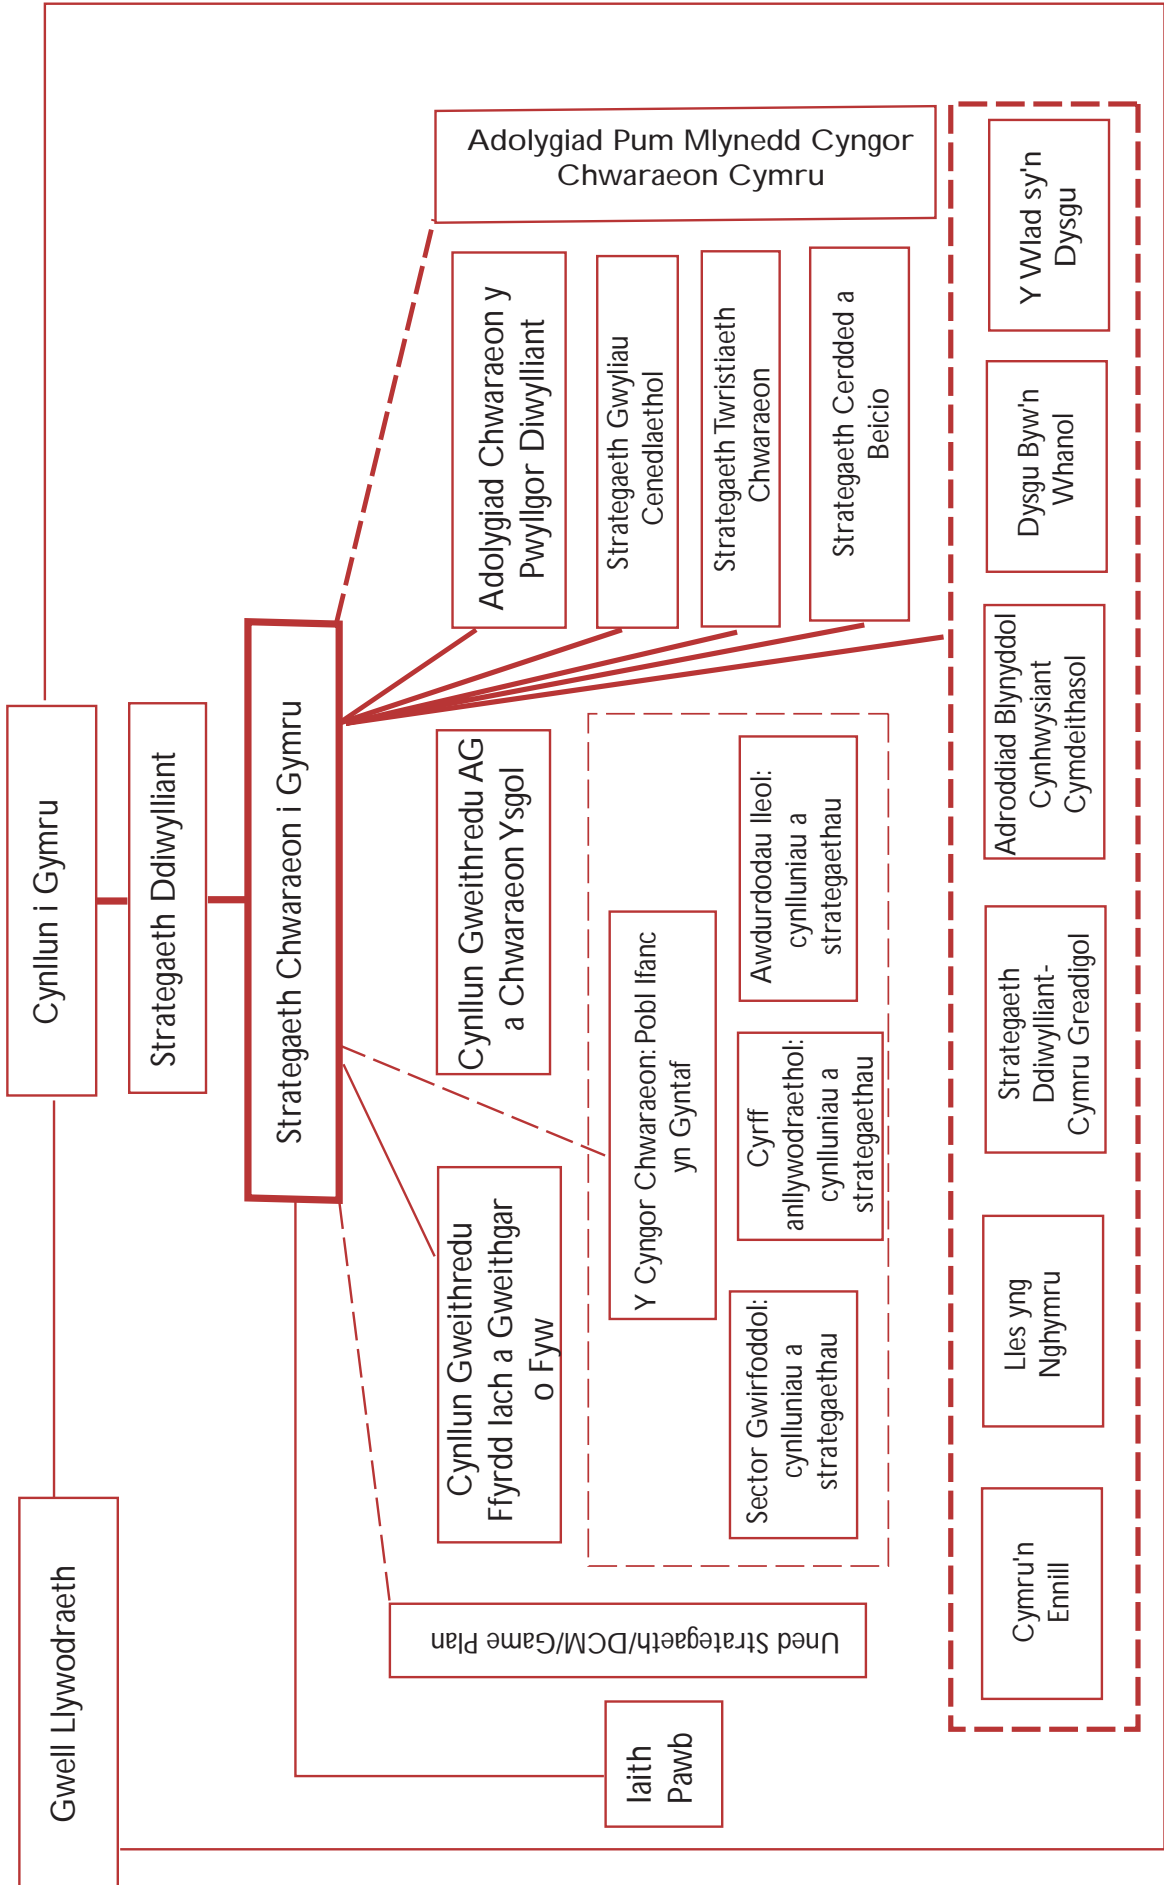 Cynllun i Gymru
Gwell Llywodraeth
Strategaeth Ddiwylliant
Strategaeth Chwaraeon i Gymru
Iaith
Pawb
Uned Strategaeth/DCM/Game Plan
Cynllun Gweithredu
Ffyrdd Iach a Gweithgar
o Fyw
Cynllun Gweithredu AG
a Chwaraeon Ysgol
Adolygiad Chwaraeon y
Pwyllgor Diwylliant
Adolygiad Pum Mlynedd Cyngor
Chwaraeon Cymru
Strategaeth Gwyliau
Cenedlaethol
Strategaeth Twristiaeth
Chwaraeon
Strategaeth Cerdded a
Beicio
Y Cyngor Chwaraeon: Pobl Ifanc
yn Gyntaf
Sector Gwirfoddol:
cynlluniau a
strategaethau
Cyrff
anllywodraethol:
cynlluniau a
strategaethau
Awdurdodau lleol:
cynlluniau a
strategaethau
Cymru'n
Ennill
Lles yng
Nghymru
Strategaeth
Ddiwylliant-
Cymru Greadigol
Adroddiad Blynyddol
Cynhwysiant
Cymdeithasol
Dysgu Byw'n
Whanol
Y Wlad sy'n
Dysgu